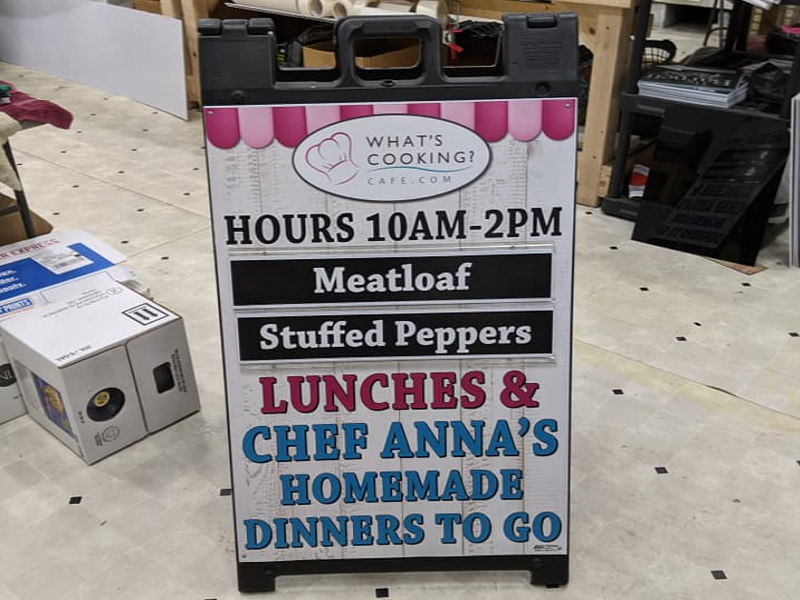 WHAT'S
COOKING?
CAFE.COM
HOURS 10AM-2PM
Meatloaf
Stuffed Peppers
LUNCHES &
CHEF ANNA'S
HOMEMADE
DINNERS TO GO